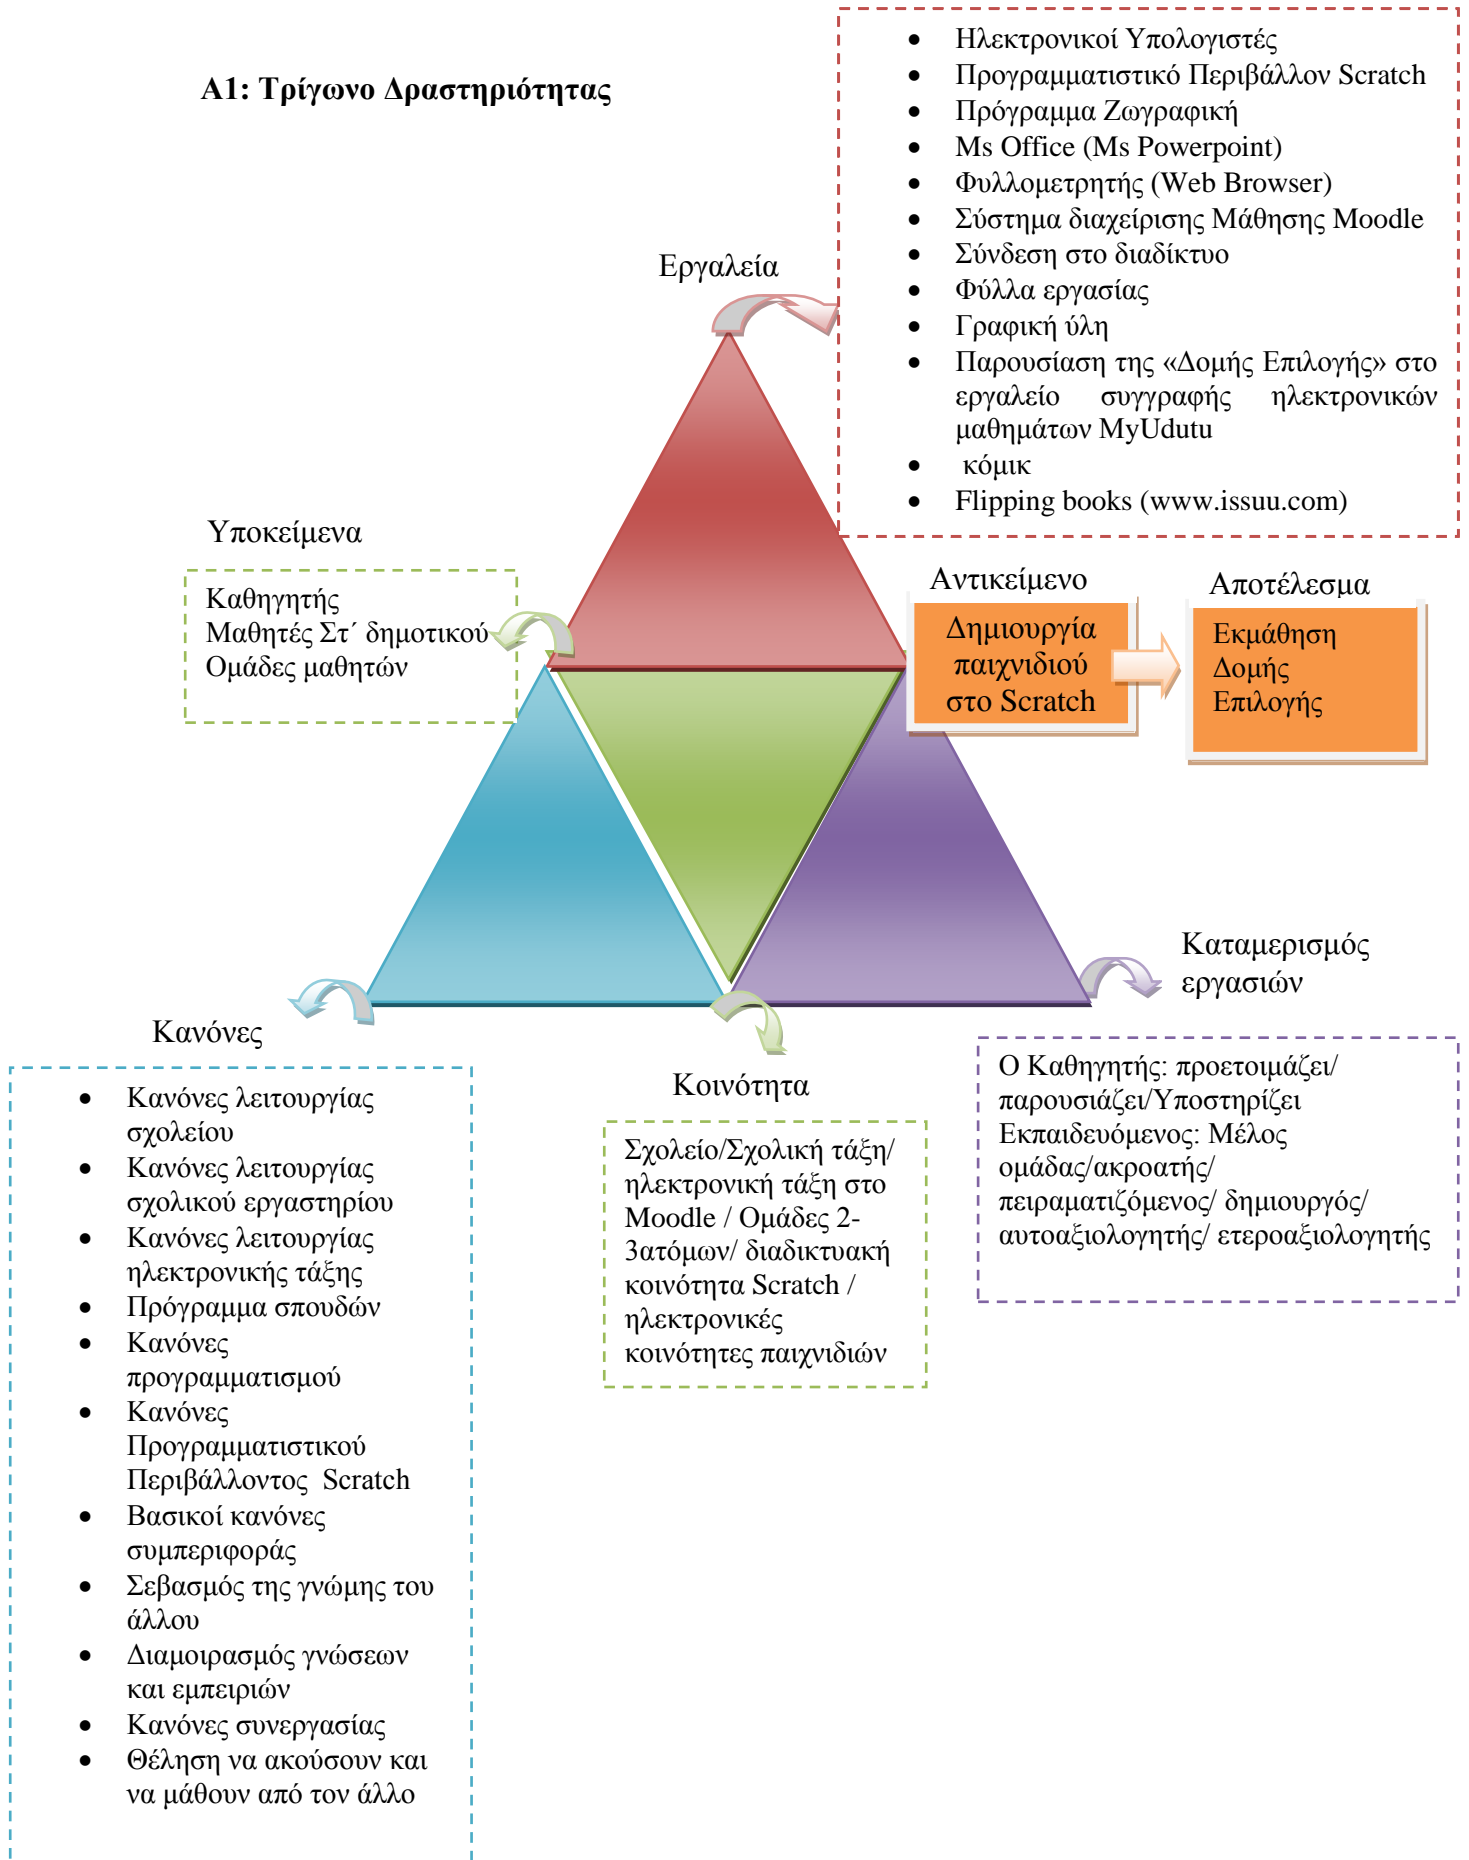 Α1: Τρίγωνο Δραστηριότητας
• Ηλεκτρονικοί Υπολογιστές
• Προγραμματιστικό Περιβάλλον Scratch
• Πρόγραμμα Ζωγραφική
• Ms Office (Ms Powerpoint)
• Φυλλομετρητής (Web Browser)
• Σύστημα διαχείρισης Μάθησης Moodle
• Σύνδεση στο διαδίκτυο
• Φύλλα εργασίας
• Γραφική ύλη
• Παρουσίαση της «Δομής Επιλογής» στο
εργαλείο συγγραφής ηλεκτρονικών
μαθημάτων MyUdutu
• κόμικ
• Flipping books (www.issuu.com)
Εργαλεία
Υποκείμενα
Καθηγητής
Μαθητές Στ΄ δημοτικού
Ομάδες μαθητών
Αντικείμενο
Δημιουργία
παιχνιδιού
στο Scratch
Αποτέλεσμα
Εκμάθηση
Δομής
Επιλογής
Καταμερισμός
εργασιών
Ο Καθηγητής: προετοιμάζει/
παρουσιάζει/Υποστηρίζει
Εκπαιδευόμενος: Μέλος
ομάδας/ακροατής/
πειραματιζόμενος/ δημιουργός/
αυτοαξιολογητής/ ετεροαξιολογητής
Κοινότητα
Σχολείο/Σχολική τάξη/
ηλεκτρονική τάξη στο
Moodle / Ομάδες 2-
3ατόμων/ διαδικτυακή
κοινότητα Scratch /
ηλεκτρονικές
κοινότητες παιχνιδιών
Κανόνες
• Κανόνες λειτουργίας
σχολείου
• Κανόνες λειτουργίας
σχολικού εργαστηρίου
• Κανόνες λειτουργίας
ηλεκτρονικής τάξης
• Πρόγραμμα σπουδών
• Κανόνες
προγραμματισμού
• Κανόνες
Προγραμματιστικού
Περιβάλλοντος Scratch
• Βασικοί κανόνες
συμπεριφοράς
• Σεβασμός της γνώμης του
άλλου
• Διαμοιρασμός γνώσεων
και εμπειριών
• Κανόνες συνεργασίας
• Θέληση να ακούσουν και
να μάθουν από τον άλλο